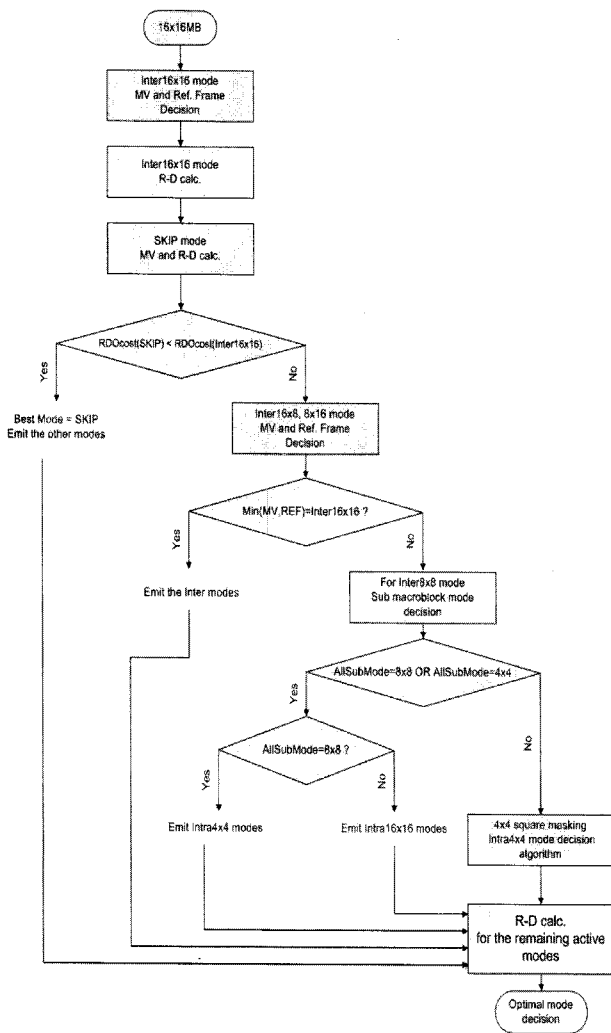 16x16MB
Inter16x16 mode
MV and Ref. Frame
Decision
Inter16x16 mode
R-D calc.
SKIP mode
MV and R-D calc.
RDOcost(SKIP) < RDOcost(Inter16x16)
Yes
No
Best Mode = SKIP
Emit the other modes
Inter16x8, 8x16 mode
MV and Ref. Frame
Decision
Min(MV,REF)=Inter16x16 ?
Yes
No
Emit the Inter modes
For Inter8x8 mode
Sub macroblock mode
decision
AllSubMode=8x8 OR AllSubMode=4x4
Yes
No
AllSubMode=8x8 ?
Yes
No
Emit Intra4x4 modes
Emit Intra16x16 modes
4x4 square masking
Intra4x4 mode decision
algorithm
R-D calc.
for the remaining active
modes
Optimal mode
decision